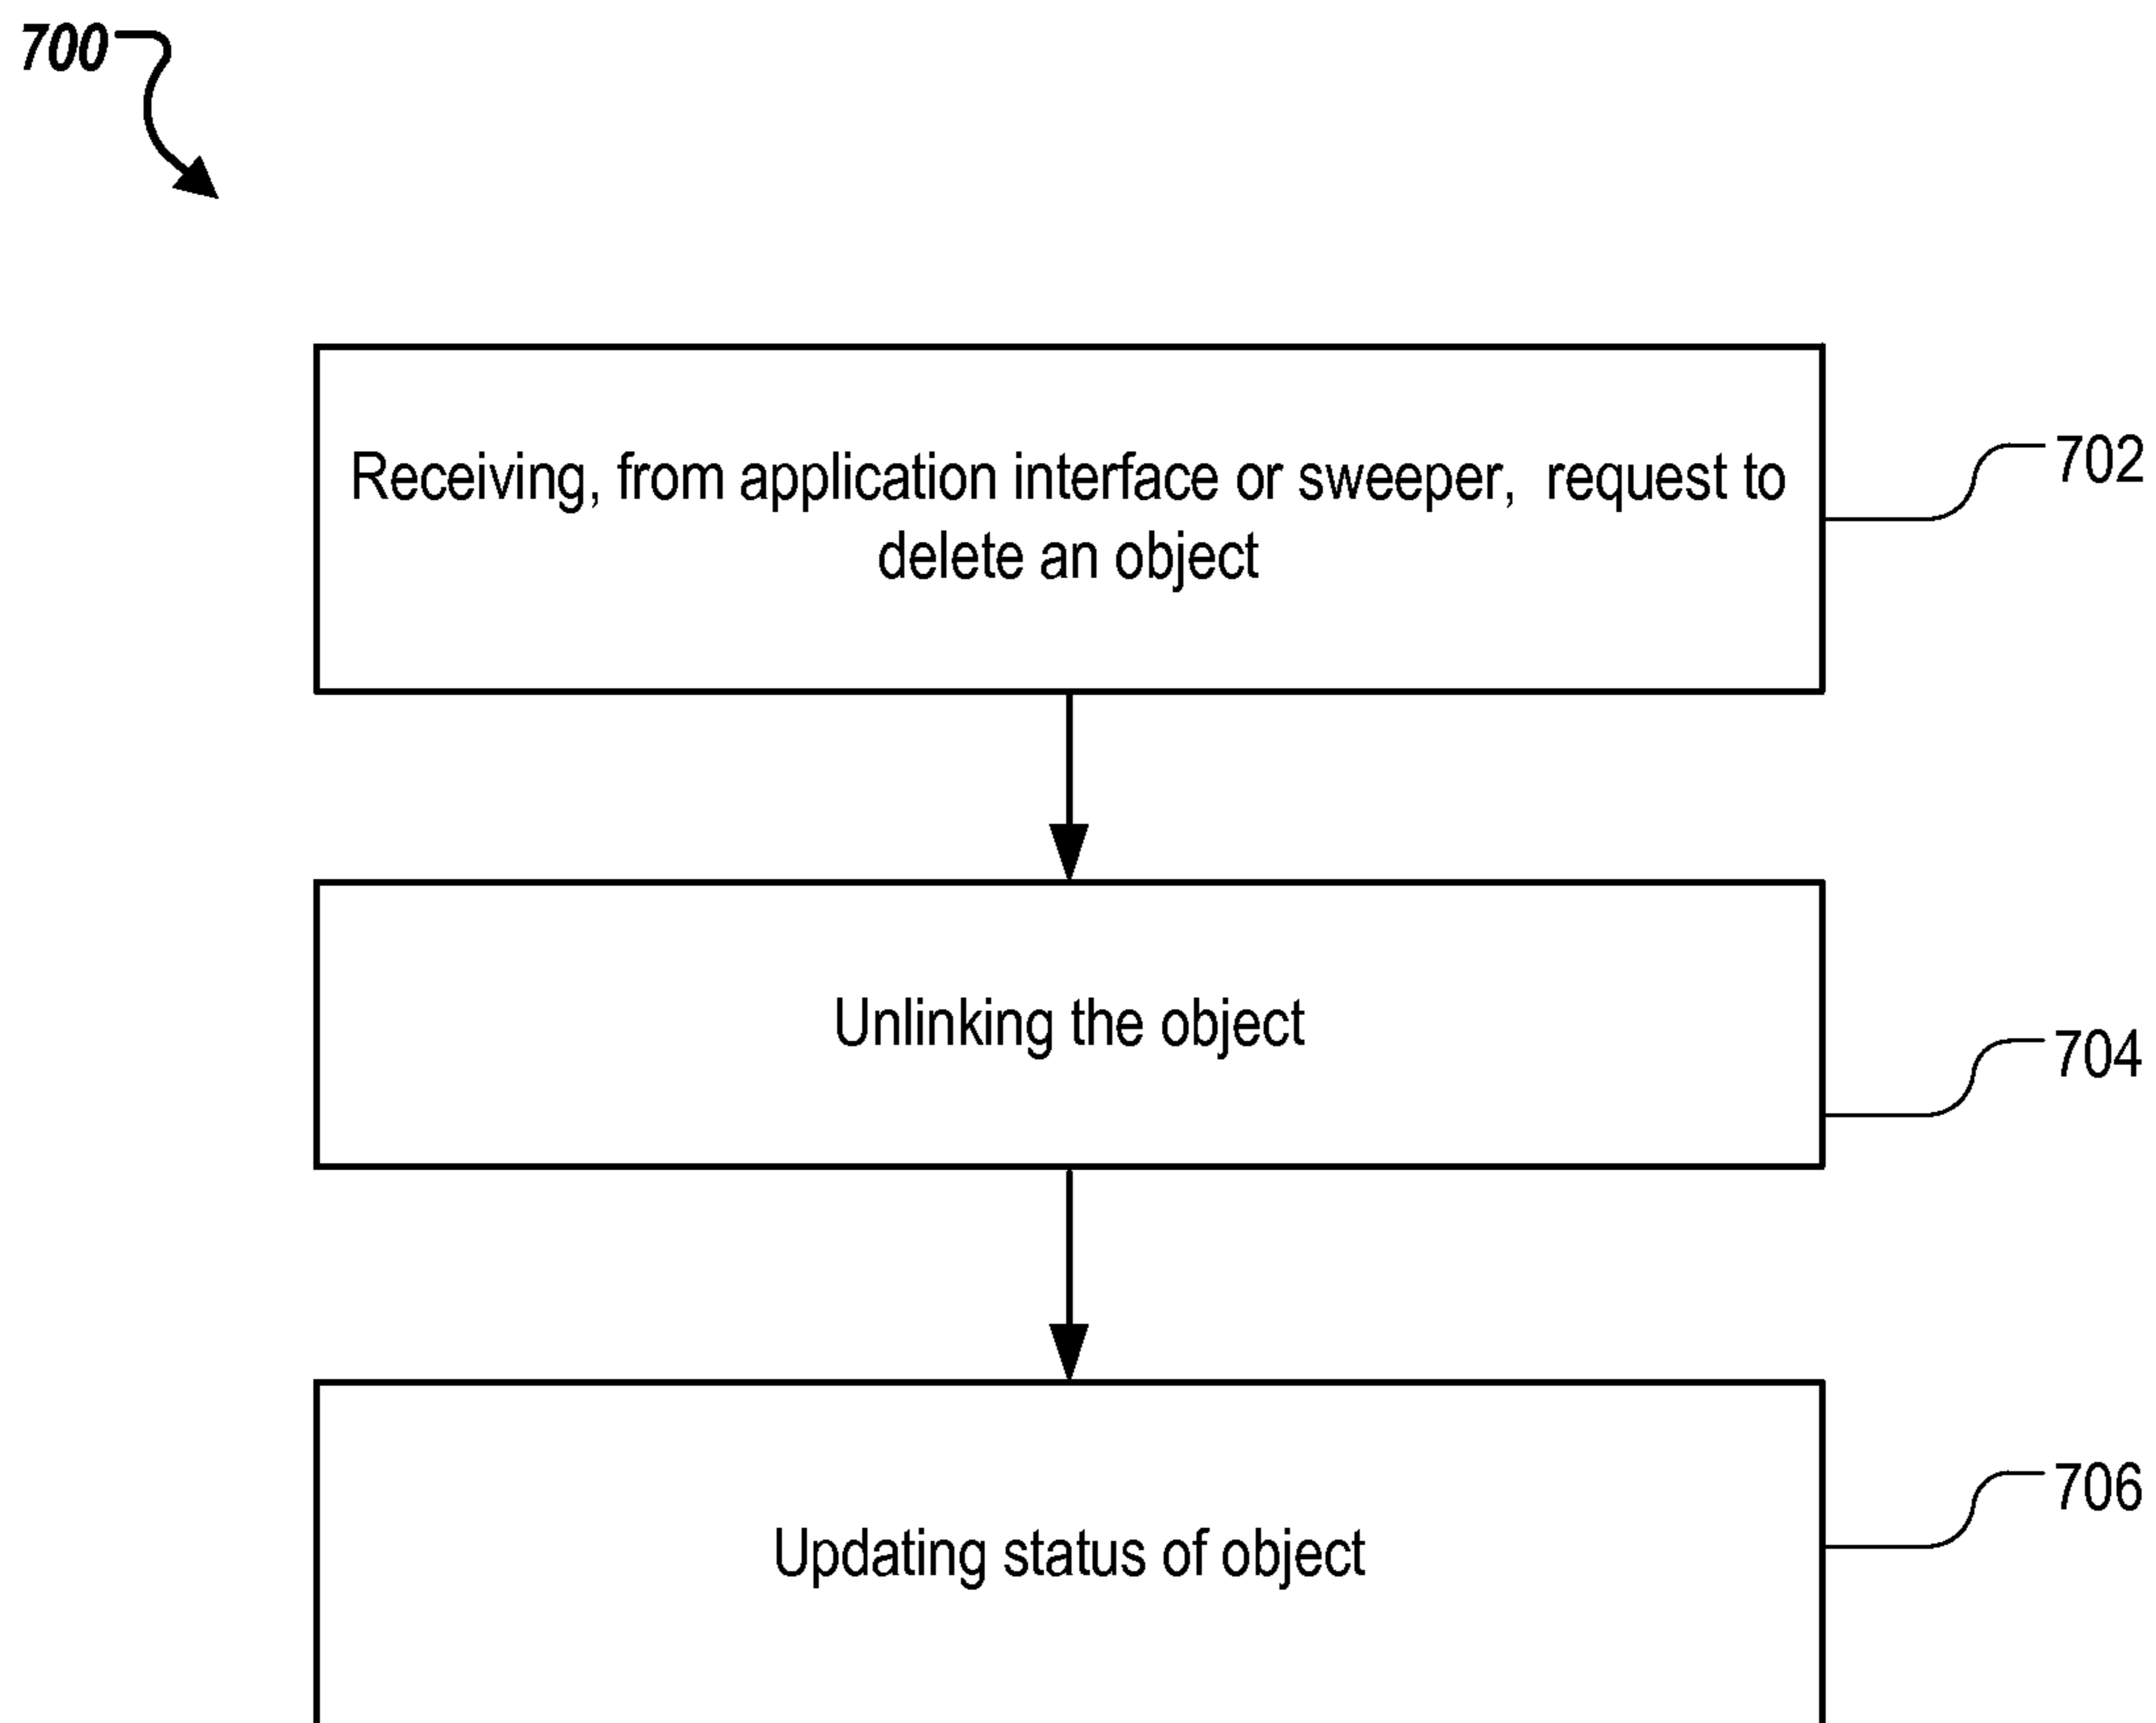 700
Receiving, from application interface or sweeper, request to
delete an object
702
Unlinking the object
704
Updating status of object
706